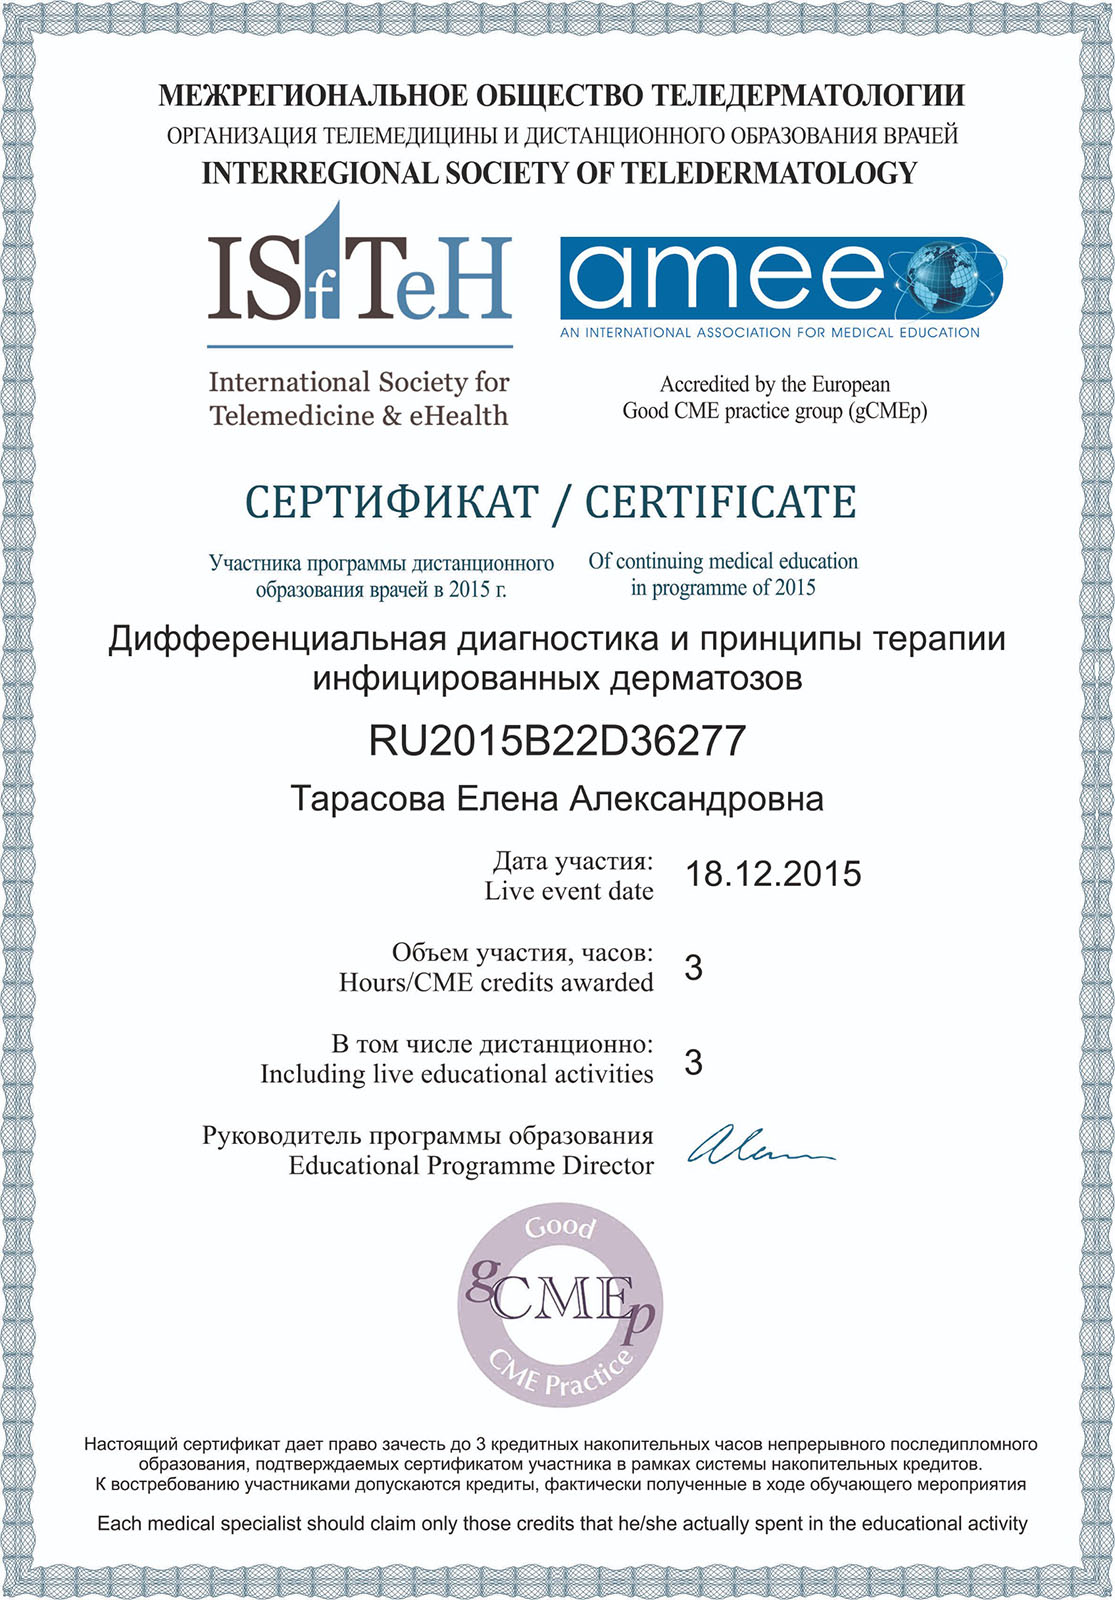 МЕЖРЕГИОНАЛЬНОЕ ОБЩЕСТВО ТЕЛЕДЕРМАТОЛОГИИ
ОРГАНИЗАЦИЯ ТЕЛЕМЕДИЦИНЫ И ДИСТАНЦИОННОГО ОБРАЗОВАНИЯ ВРАЧЕЙ
INTERREGIONAL SOCIETY OF TELEDERMATOLOGY
ISfTeH
International Society for
Telemedicine & eHealth
amee
AN INTERNATIONAL ASSOCIATION FOR MEDICAL EDUCATION
Accredited by the European
Good CME practice group (gCMEp)
СЕРТИФИКАТ / CERTIFICATE
Участника программы дистанционного
образования врачей в 2015 г.
Of continuing medical education
in programme of 2015
Дифференциальная диагностика и принципы терапии
инфицированных дерматозов
RU2015B22D36277
Тарасова Елена Александровна
Дата участия:
Live event date
18.12.2015
Объем участия, часов:
Hours/CME credits awarded
3
В том числе дистанционно:
Including live educational activities
3
Руководитель программы образования
Educational Programme Director
Good
gCMEp
CME Practice
Настоящий сертификат дает право зачесть до 3 кредитных накопительных часов непрерывного последипломного
образования, подтверждаемых сертификатом участника в рамках системы накопительных кредитов.
К востребованию участниками допускаются кредиты, фактически полученные в ходе обучающего мероприятия
Each medical specialist should claim only those credits that he/she actually spent in the educational activity